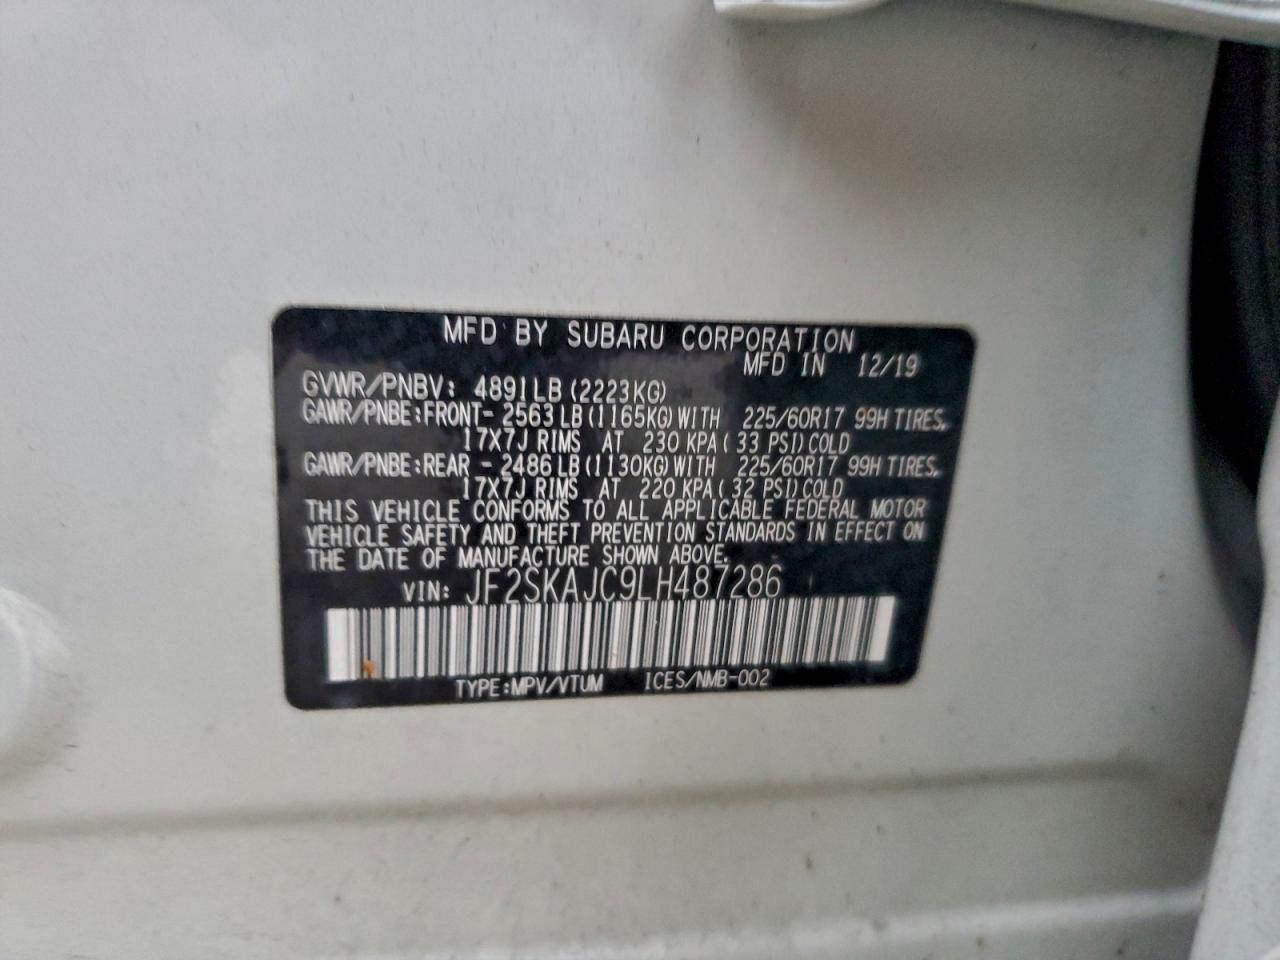 MFD BY SUBARU CORPORATION
MFD IN 12/19
GVWR/PNBV: 4891LB (2223KG)
GAWR/PNBE:FRONT- 2563LB (1165KG) WITH 225/60R17 99H TIRES,
17X7J RIMS AT 230 KPA ( 33 PSI) COLD
GAWR/PNBE:REAR - 2486LB (1130KG) WITH 225/60R17 99H TIRES,
17X7J RIMS AT 220 KPA ( 32 PSI) COLD
THIS VEHICLE CONFORMS TO ALL APPLICABLE FEDERAL MOTOR
VEHICLE SAFETY AND THEFT PREVENTION STANDARDS IN EFFECT ON
THE DATE OF MANUFACTURE SHOWN ABOVE.
VIN: JF2SKAJC9LH487286
TYPE:MPV/VTUM ICES/NMB-002